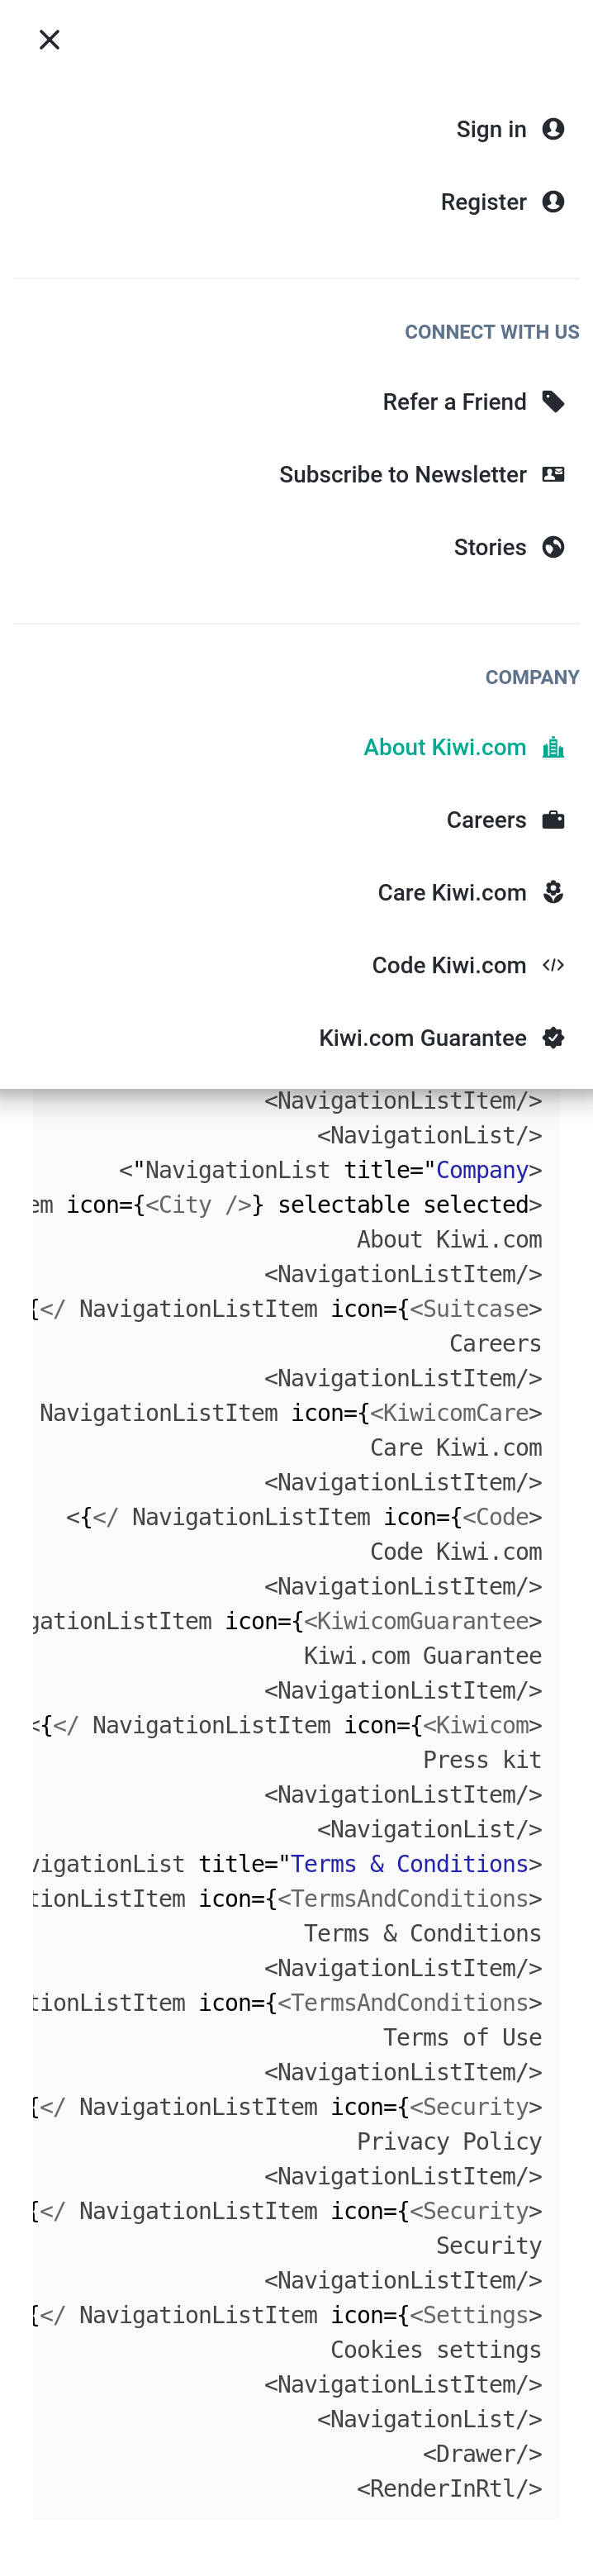 Sign in
Register
CONNECT WITH US
Refer a Friend
Subscribe to Newsletter
Stories
COMPANY
About Kiwi.com
Careers
Care Kiwi.com
Code Kiwi.com
Kiwi.com Guarantee
<NavigationListItem/>
<NavigationList/>
<"NavigationList title="Company>
icon={<City />} selectable selected>
About Kiwi.com
<NavigationListItem/>
{</ NavigationListItem icon={<Suitcase>
Careers
<NavigationListItem/>
NavigationListItem icon={<KiwicomCare>
Care Kiwi.com
<NavigationListItem/>
<{</ NavigationListItem icon={<Code>
Code Kiwi.com
<NavigationListItem/>
gationListItem icon={<KiwicomGuarantee>
Kiwi.com Guarantee
<NavigationListItem/>
<{</ NavigationListItem icon={<Kiwicom>
Press kit
<NavigationListItem/>
<NavigationList/>
vigationList title="Terms & Conditions>
tionListItem icon={<TermsAndConditions>
Terms & Conditions
<NavigationListItem/>
tionListItem icon={<TermsAndConditions>
Terms of Use
<NavigationListItem/>
{</ NavigationListItem icon={<Security>
Privacy Policy
<NavigationListItem/>
{</ NavigationListItem icon={<Security>
Security
<NavigationListItem/>
{</ NavigationListItem icon={<Settings>
Cookies settings
<NavigationListItem/>
<NavigationList/>
<Drawer/>
<RenderInRtl/>